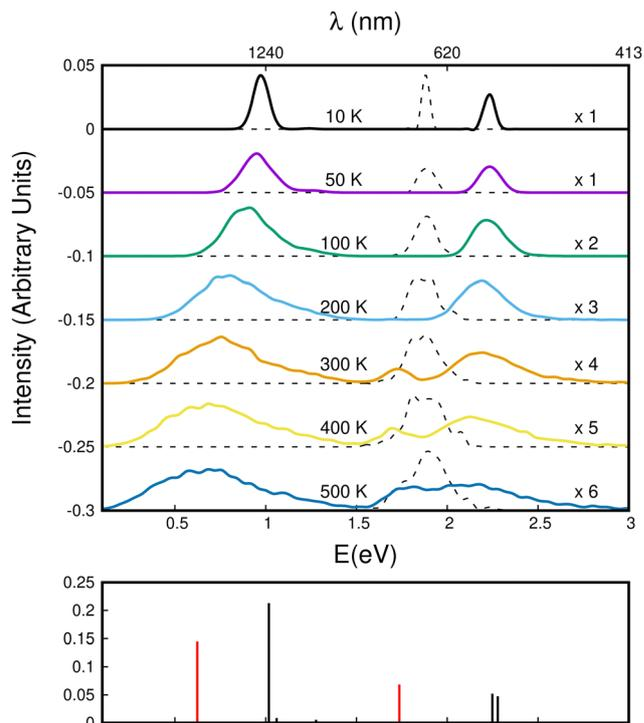 λ (nm)
1240 620 413
0.05
10 K x 1
0
50 K x 1
-0.05
100 K x 2
-0.1
200 K x 3
-0.15
300 K x 4
-0.2
400 K x 5
-0.25
500 K x 6
-0.3
Intensity (Arbitrary Units)
0.5 1 1.5 2 2.5 3
E(eV)
0.25
0.2
0.15
0.1
0.05
0